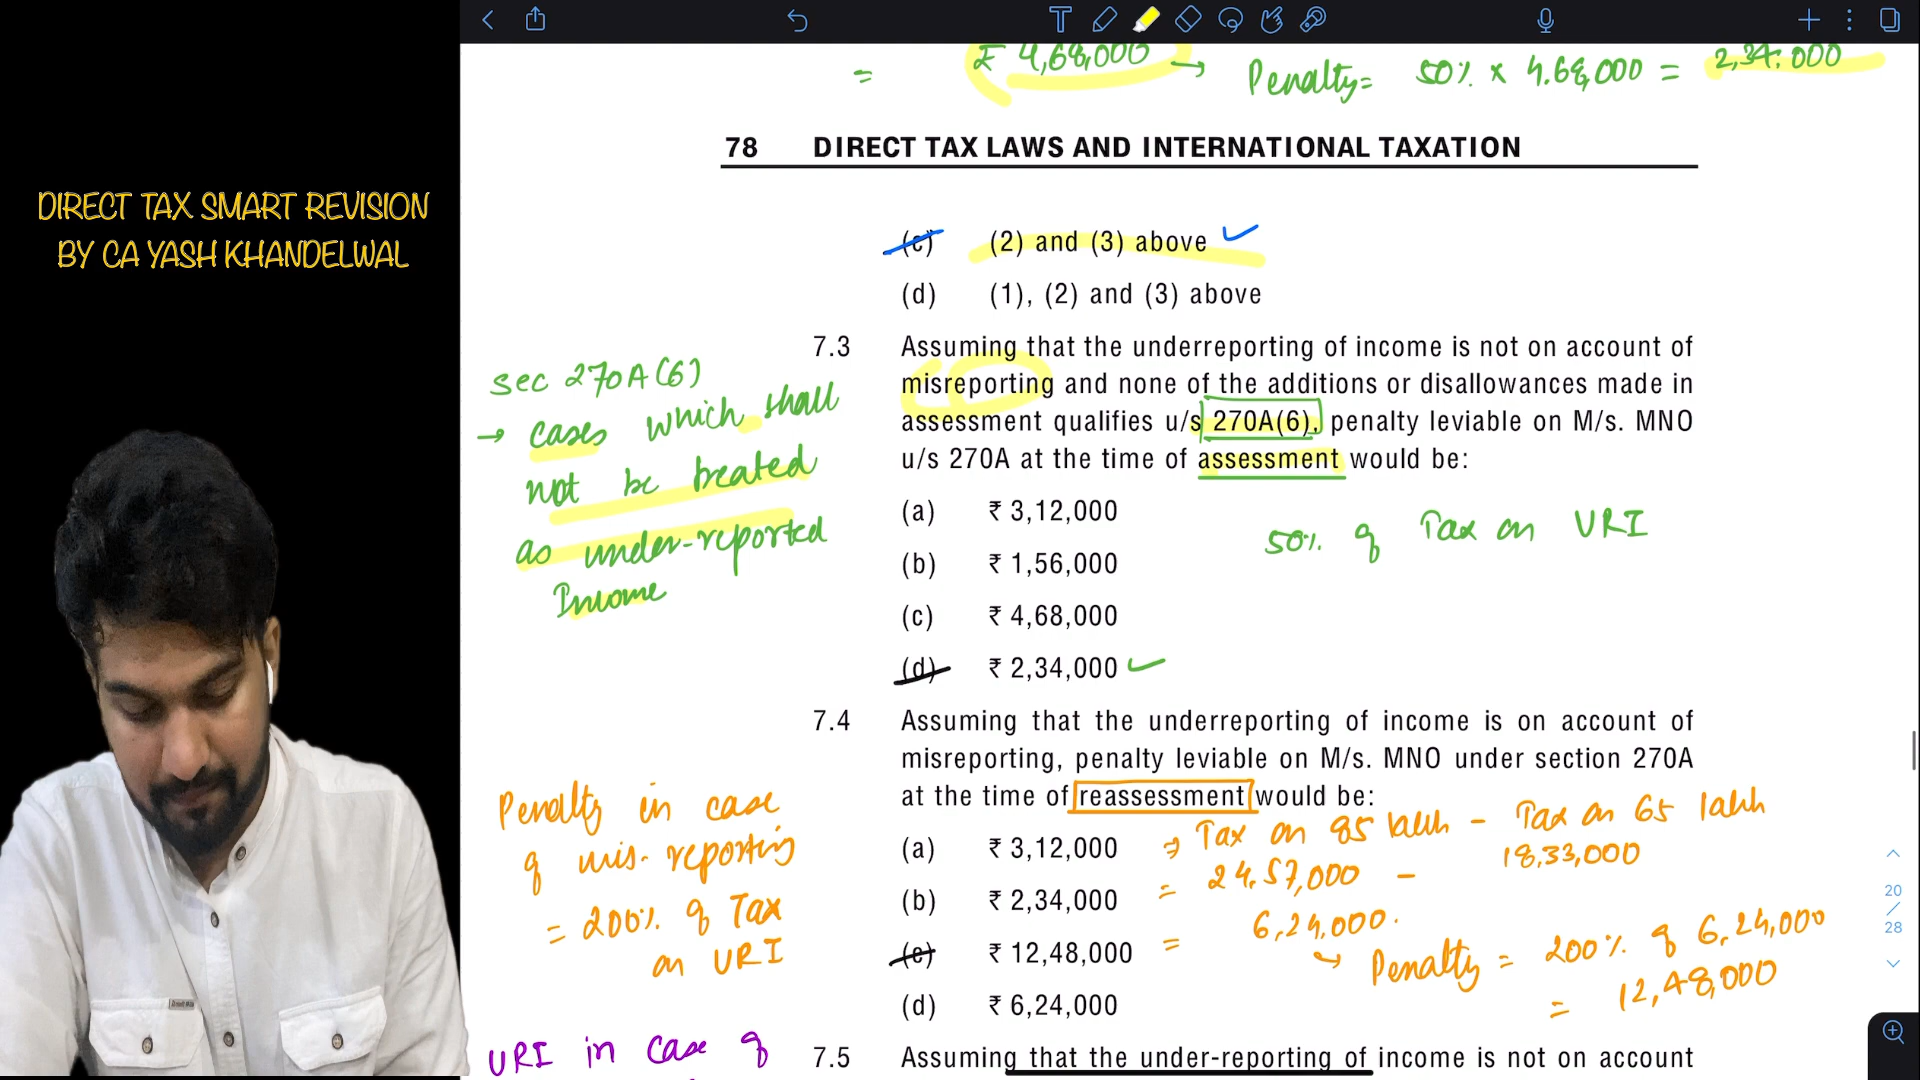 DIRECT TAX SMART REVISION
BY CA YASH KHANDELWAL
= ₹ 4,68,000 → Penalty= 50% × 4.68,000 = 2,34,000
78 DIRECT TAX LAWS AND INTERNATIONAL TAXATION
(c) (2) and (3) above
(d) (1), (2) and (3) above
7.3 Assuming that the underreporting of income is not on account of
misreporting and none of the additions or disallowances made in
assessment qualifies u/s 270A(6), penalty leviable on M/s. MNO
u/s 270A at the time of assessment would be:
(a) ₹ 3,12,000
(b) ₹ 1,56,000
(c) ₹ 4,68,000
(d) ₹ 2,34,000
Sec 270A(6)
→ cases which shall
not be treated
as under-reported
Income
50% of Tax on URI
7.4 Assuming that the underreporting of income is on account of
misreporting, penalty leviable on M/s. MNO under section 270A
at the time of reassessment would be:
(a) ₹ 3,12,000
(b) ₹ 2,34,000
(c) ₹ 12,48,000
(d) ₹ 6,24,000
Penalty in case
of mis-reporting
= 200% of Tax
on URI
⇒ Tax on 85 lakh - Tax on 65 lakh
= 24,57,000 - 18,33,000
= 6,24,000.
↳ Penalty = 200% of 6,24,000
= 12,48,000
20
/
28
URI in case of
7.5 Assuming that the under-reporting of income is not on account